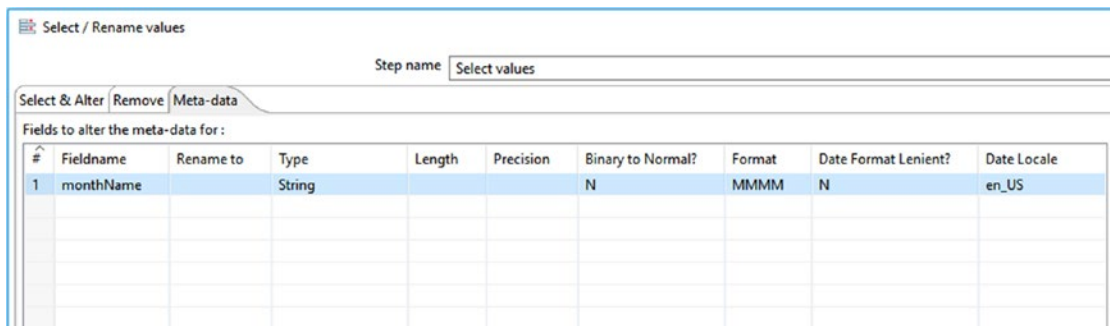 Select / Rename values
Step name Select values
Select & Alter Remove Meta-data
Fields to alter the meta-data for :
# Fieldname Rename to Type Length Precision Binary to Normal? Format Date Format Lenient? Date Locale
1 monthName String N MMMM N en_US